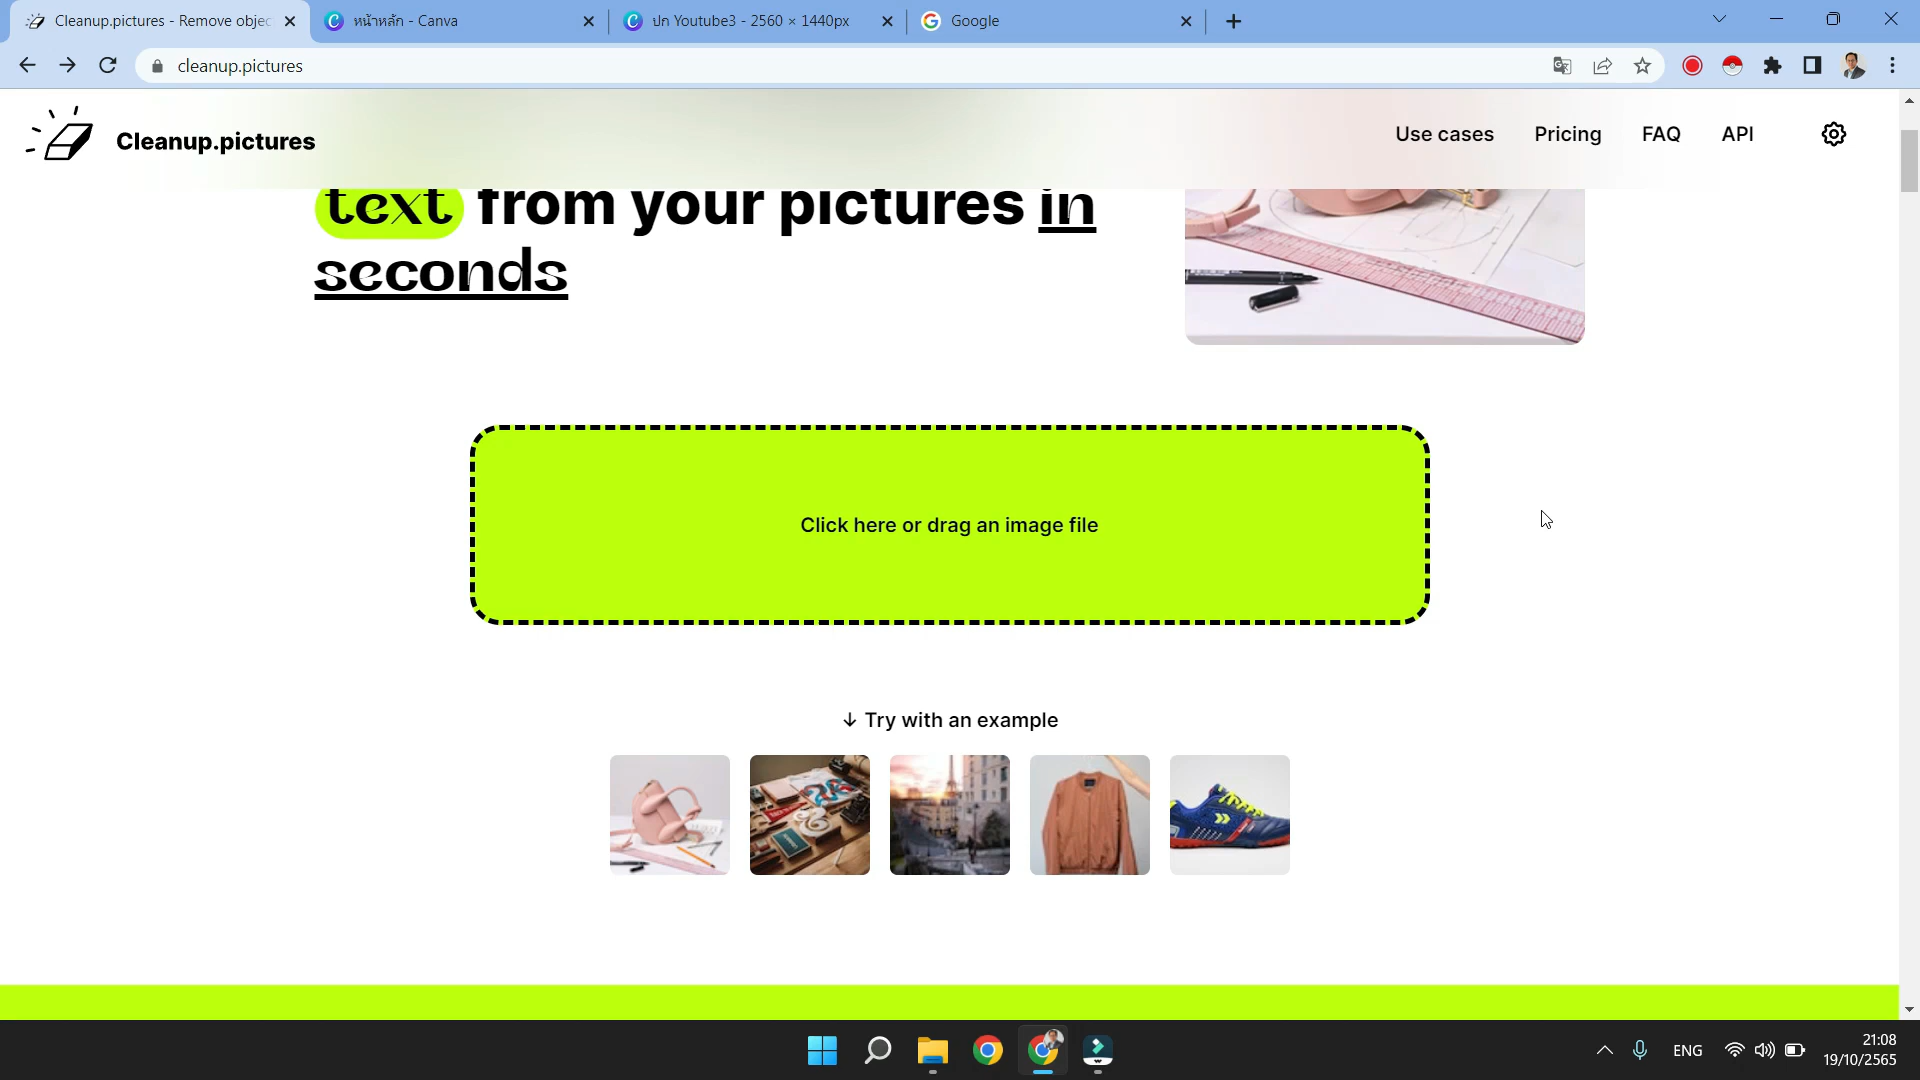 Cleanup.pictures - Remove objec
หน้าหลัก - Canva
ปก Youtube3 - 2560 × 1440px
Google
cleanup.pictures
Cleanup.pictures
Use cases
Pricing
FAQ
API
text from your pictures in
seconds
Click here or drag an image file
↓ Try with an example
ENG
21:08
19/10/2565